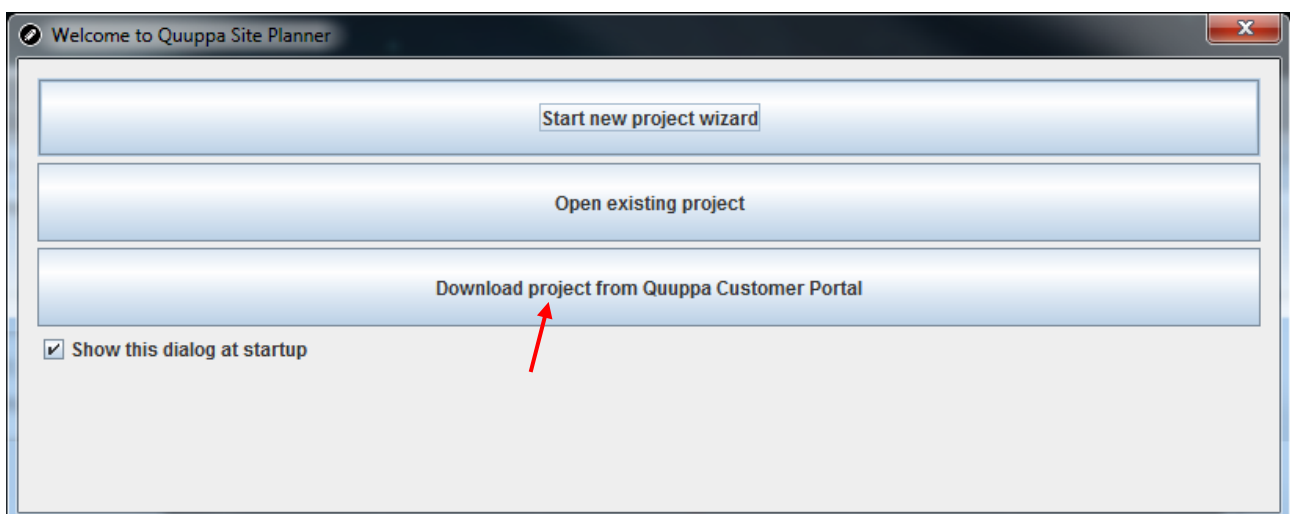 Welcome to Quuppa Site Planner
Start new project wizard
Open existing project
Download project from Quuppa Customer Portal
Show this dialog at startup